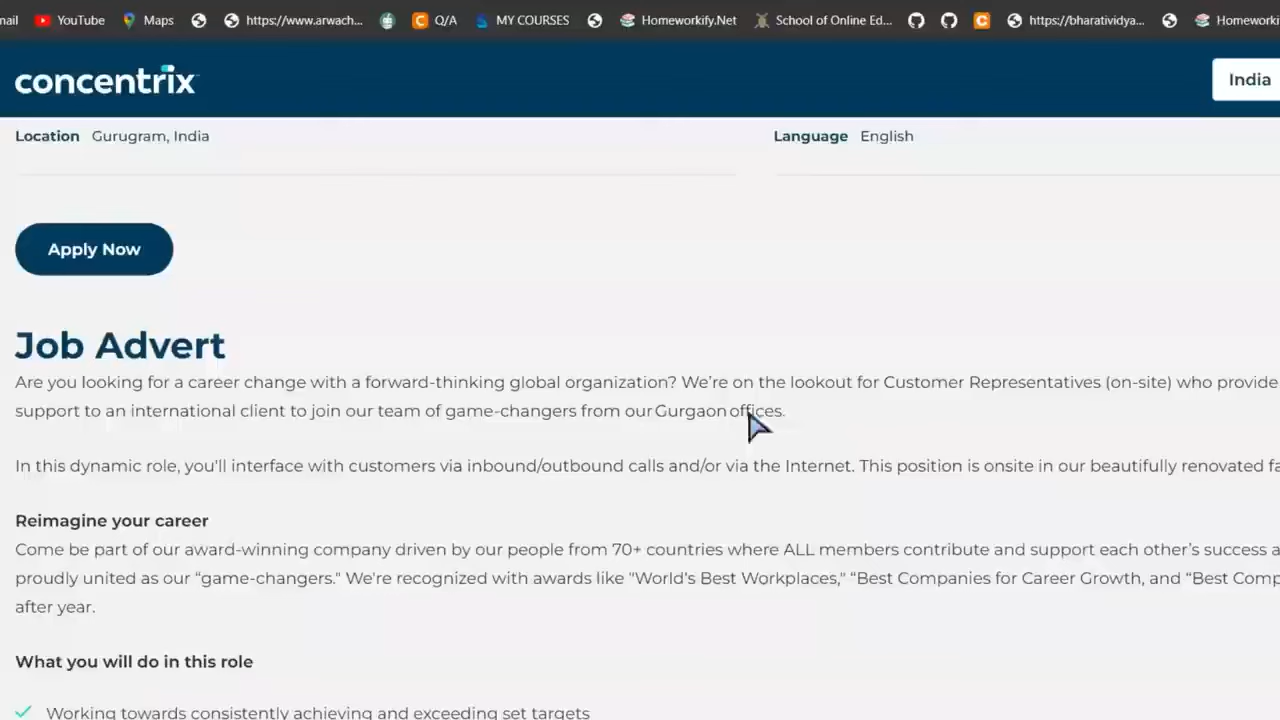 mail YouTube Maps https://www.arwach... Q/A MY COURSES Homeworkify.Net School of Online Ed... https://bharatividya... Homeworki
concentrix
India
Location Gurugram, India Language English
Apply Now
Job Advert
Are you looking for a career change with a forward-thinking global organization? We're on the lookout for Customer Representatives (on-site) who provide
support to an international client to join our team of game-changers from our Gurgaon offices.
In this dynamic role, you'll interface with customers via inbound/outbound calls and/or via the Internet. This position is onsite in our beautifully renovated fa
Reimagine your career
Come be part of our award-winning company driven by our people from 70+ countries where ALL members contribute and support each other's success a
proudly united as our “game-changers." We're recognized with awards like "World's Best Workplaces," “Best Companies for Career Growth, and “Best Comp
after year.
What you will do in this role
Working towards consistently achieving and exceeding set targets